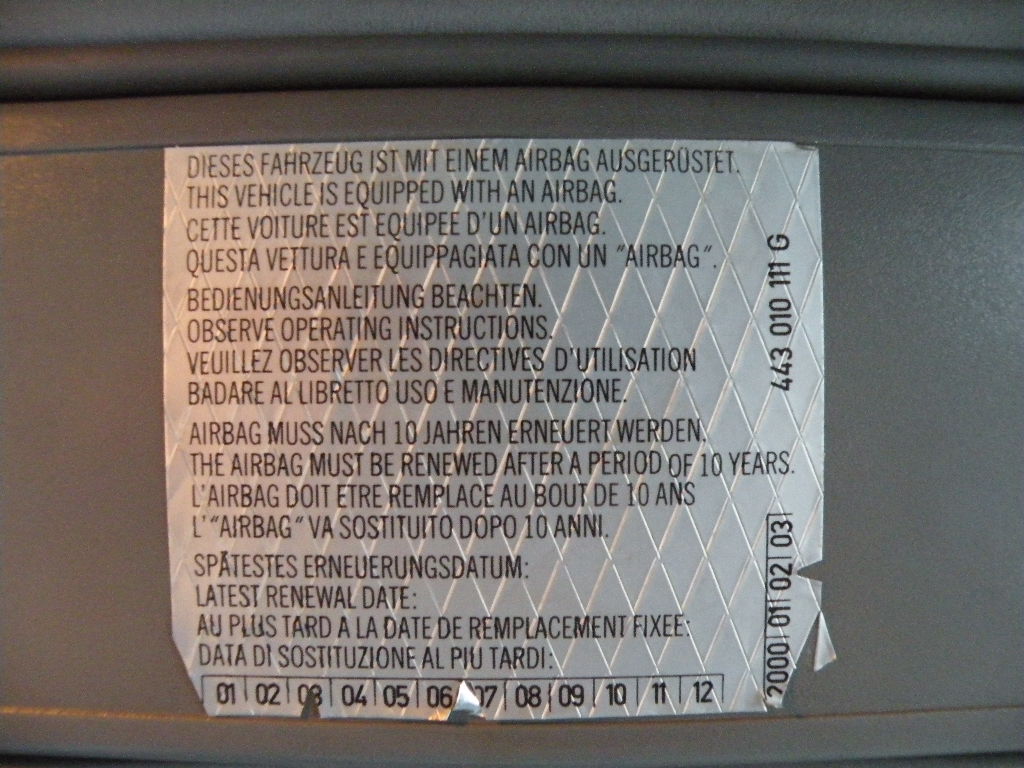 DIESES FAHRZEUG IST MIT EINEM AIRBAG AUSGERÜSTET.
THIS VEHICLE IS EQUIPPED WITH AN AIRBAG.
CETTE VOITURE EST EQUIPEE D'UN AIRBAG.
QUESTA VETTURA E EQUIPPAGIATA CON UN "AIRBAG".
BEDIENUNGSANLEITUNG BEACHTEN.
OBSERVE OPERATING INSTRUCTIONS.
VEUILLEZ OBSERVER LES DIRECTIVES D'UTILISATION
BADARE AL LIBRETTO USO E MANUTENZIONE.
AIRBAG MUSS NACH 10 JAHREN ERNEUERT WERDEN.
THE AIRBAG MUST BE RENEWED AFTER A PERIOD OF 10 YEARS.
L'AIRBAG DOIT ETRE REMPLACE AU BOUT DE 10 ANS
L'"AIRBAG" VA SOSTITUITO DOPO 10 ANNI.
SPÄTESTES ERNEUERUNGSDATUM:
LATEST RENEWAL DATE:
AU PLUS TARD A LA DATE DE REMPLACEMENT FIXEE:
DATA DI SOSTITUZIONE AL PIU TARDI:
01 02 03 04 05 06 07 08 09 10 11 12
2000 01 02 03
443 010 111 G